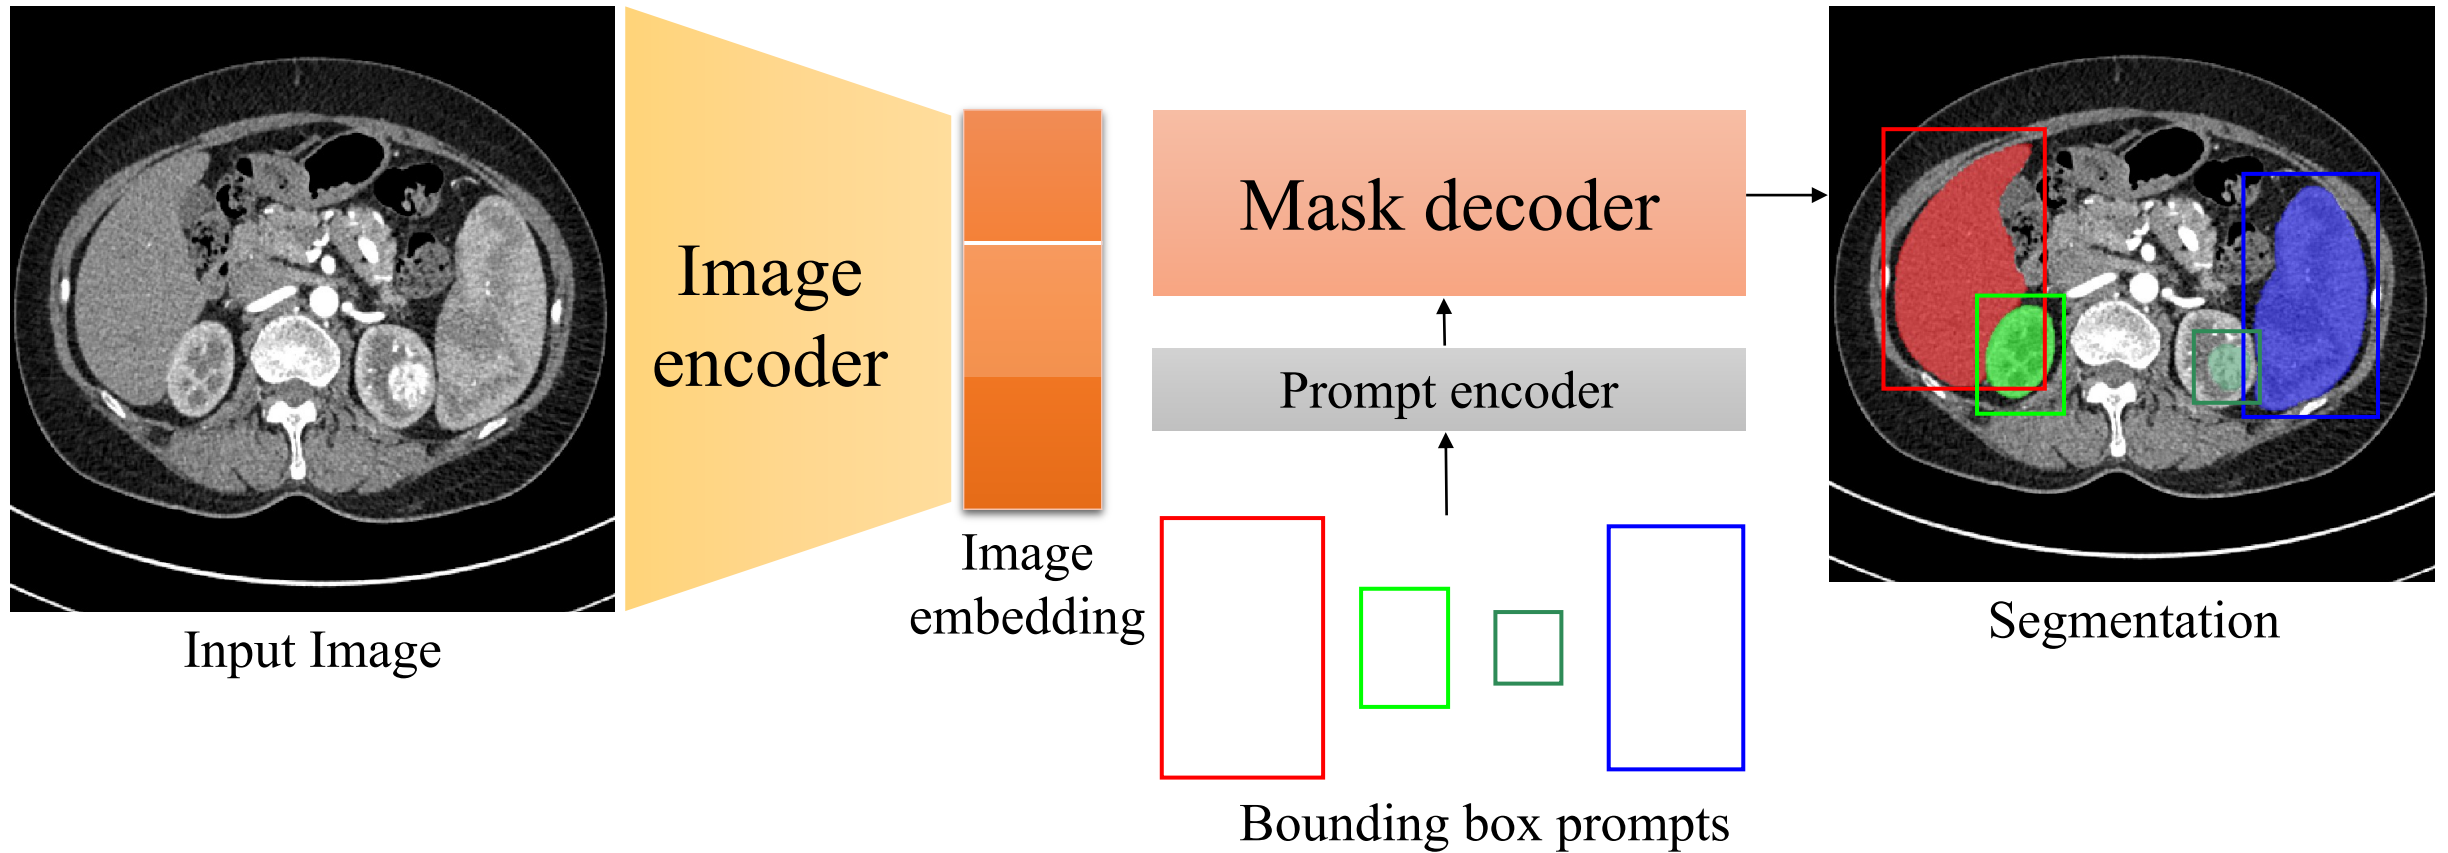 Input Image
Image
encoder
Image
embedding
Mask decoder
Prompt encoder
Bounding box prompts
Segmentation